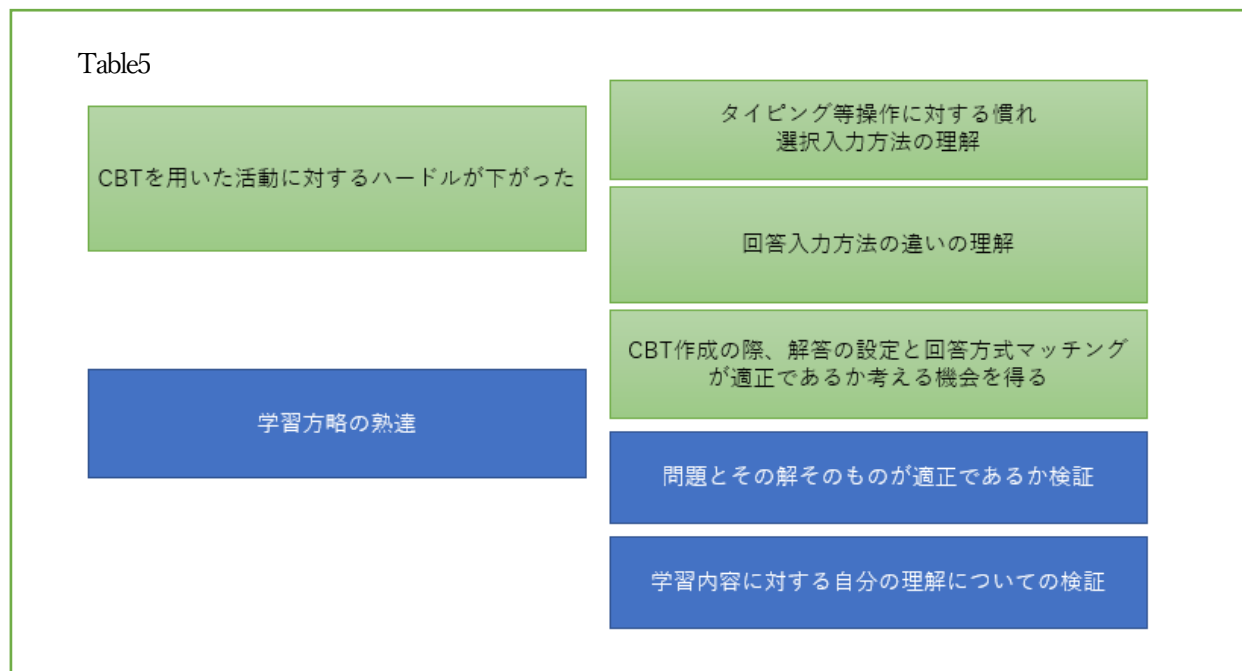 Table5
CBTを用いた活動に対するハードルが下がった
タイピング等操作に対する慣れ
選択入力方法の理解
回答入力方法の違いの理解
CBT作成の際、解答の設定と回答方式マッチング
が適正であるか考える機会を得る
学習方略の熟達
問題とその解そのものが適正であるか検証
学習内容に対する自分の理解についての検証